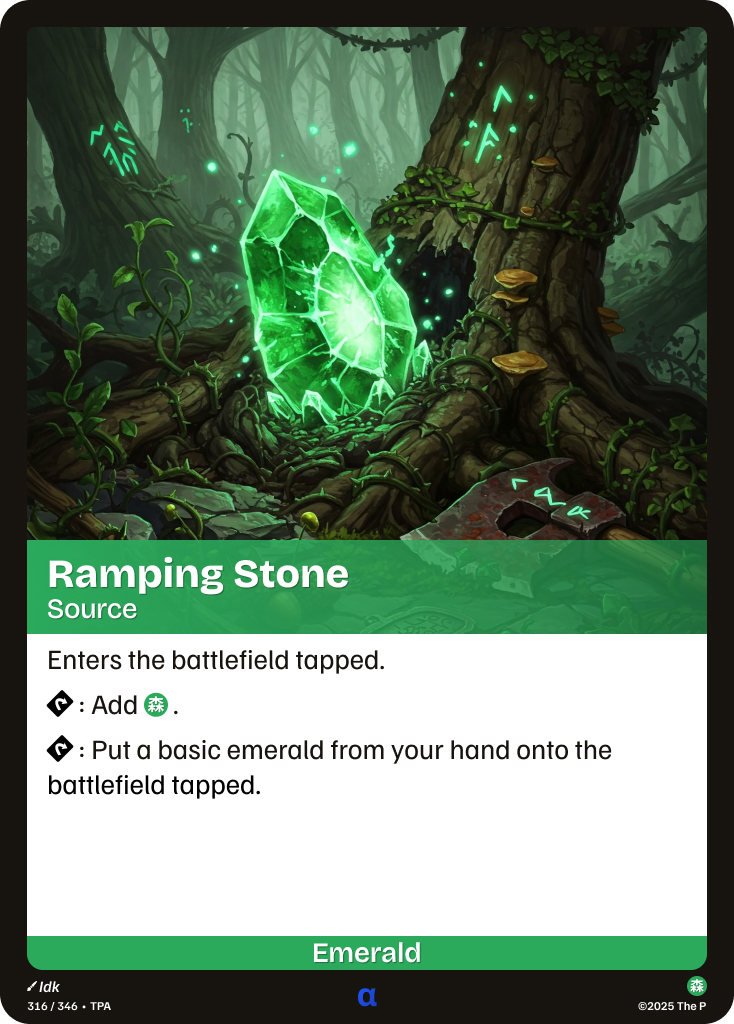 Ramping Stone
Source
Enters the battlefield tapped.
: Add 森 .
: Put a basic emerald from your hand onto the
battlefield tapped.
Emerald
Idk
316 / 346 • TPA
α
森
©2025 The P